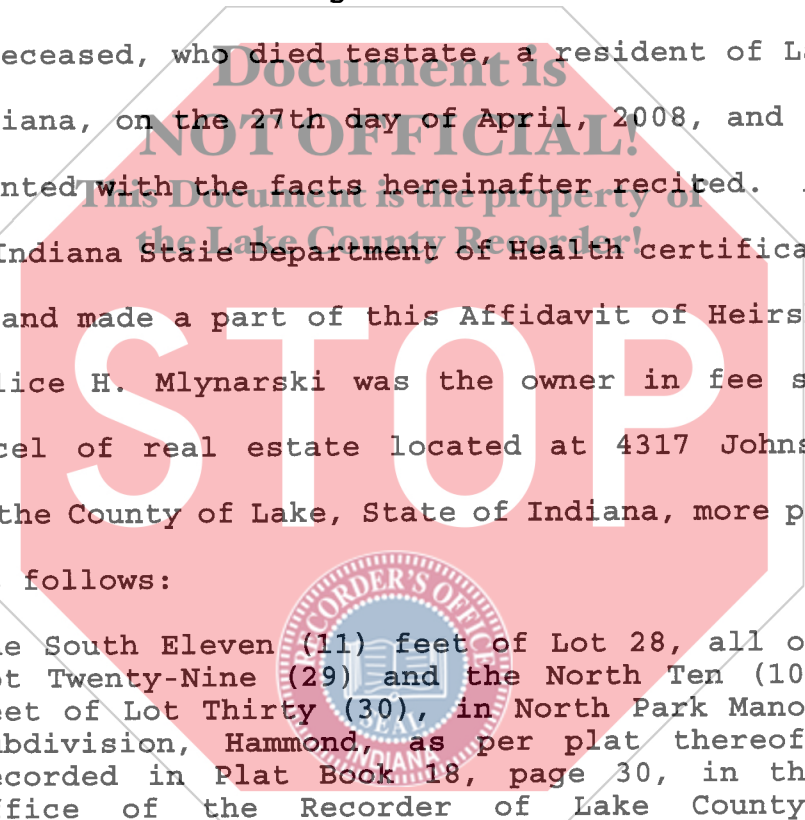 eceased, who died testate, a resident of L
Document is
iana, on the 27th day of April, 2008, and
NOT OFFICIAL!
nted with the facts hereinafter recited.
This Document is the property of
Indiana Staie Department of Health certifica
the Lake County Recorder!
and made a part of this Affidavit of Heirs
STOP
lice H. Mlynarski was the owner in fee s
cel of real estate located at 4317 Johns
the County of Lake, State of Indiana, more p
follows:
RECORDER'S OFFICE
e South Eleven (11) feet of Lot 28, all o
t Twenty-Nine (29) and the North Ten (10
eet of Lot Thirty (30), in North Park Mano
SEAL
ubdivision, Hammond, as per plat thereof
INDIANA
ecorded in Plat Book 18, page 30, in th
ffice of the Recorder of Lake County